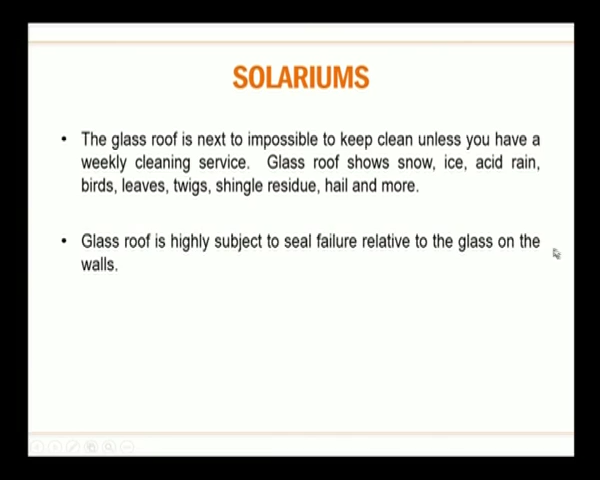 SOLARIUMS
• The glass roof is next to impossible to keep clean unless you have a
weekly cleaning service. Glass roof shows snow, ice, acid rain,
birds, leaves, twigs, shingle residue, hail and more.
• Glass roof is highly subject to seal failure relative to the glass on the
walls.